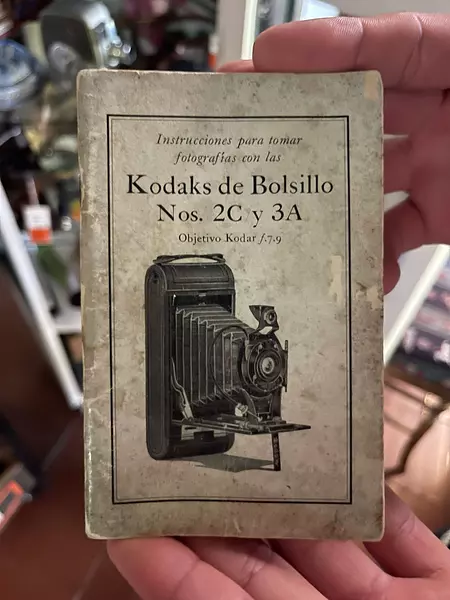 Instrucciones para tomar
fotografías con las
Kodaks de Bolsillo
Nos. 2C y 3A
Objetivo Kodar f.7.9